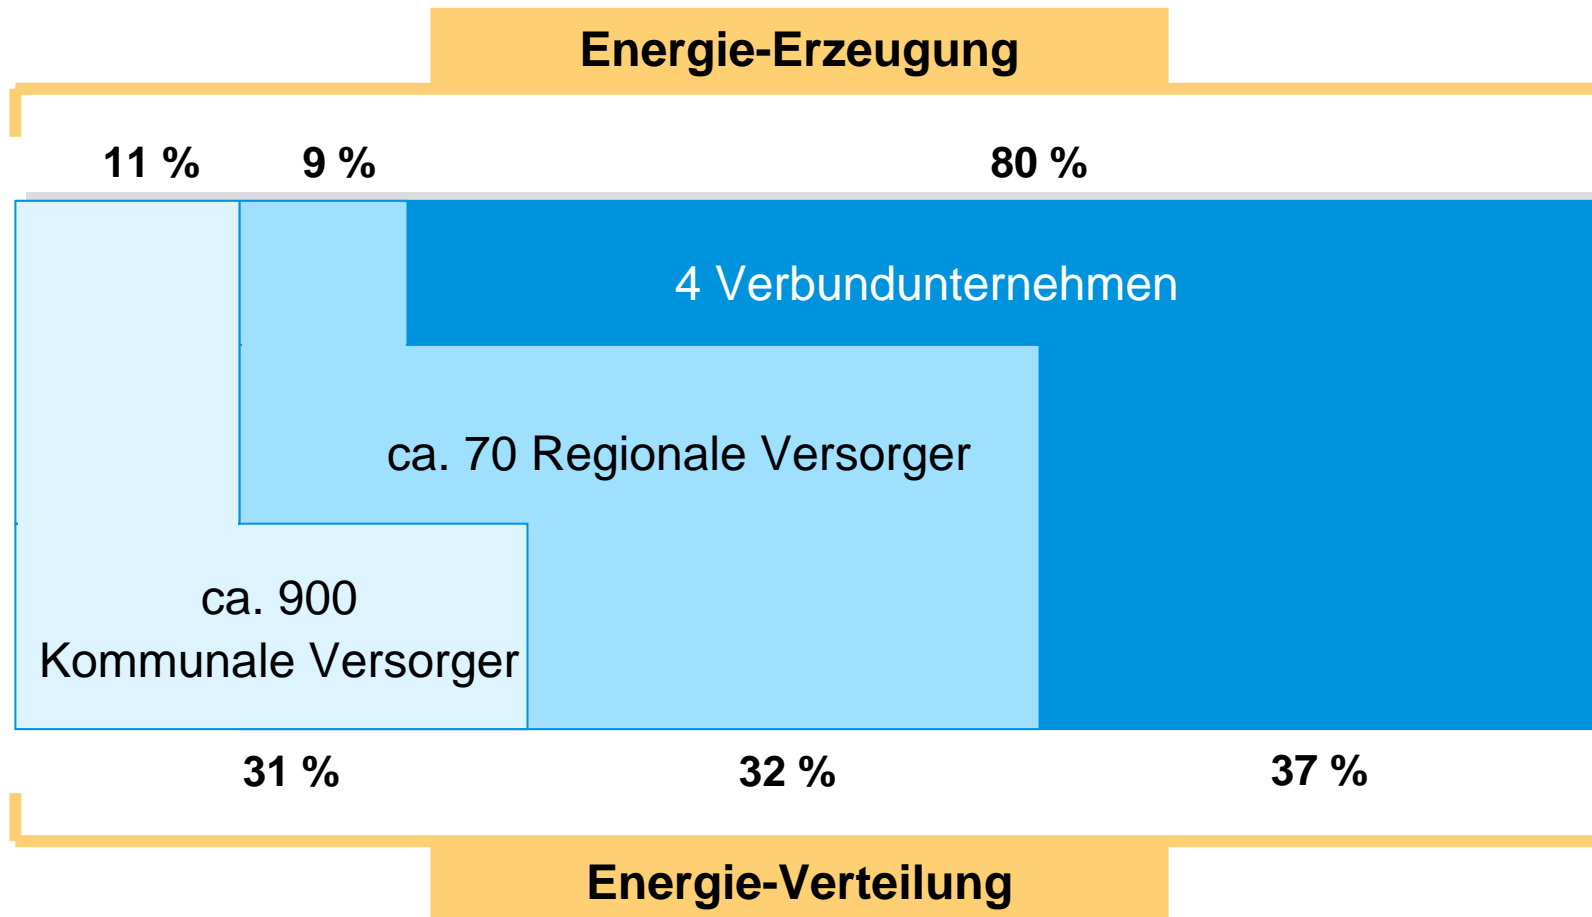 Energie-Erzeugung
11 % 9 % 80 %
4 Verbundunternehmen
ca. 70 Regionale Versorger
ca. 900
Kommunale Versorger
31 % 32 % 37 %
Energie-Verteilung